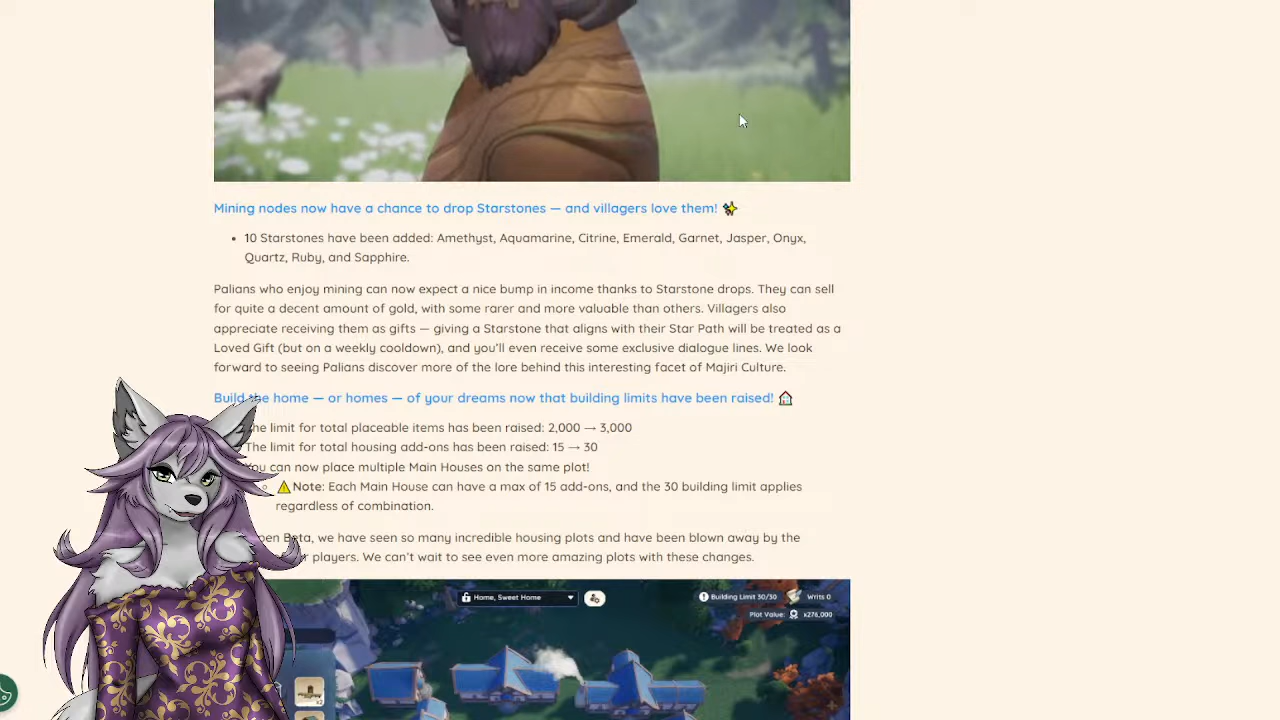 Mining nodes now have a chance to drop Starstones — and villagers love them! ✨
• 10 Starstones have been added: Amethyst, Aquamarine, Citrine, Emerald, Garnet, Jasper, Onyx,
Quartz, Ruby, and Sapphire.
Palians who enjoy mining can now expect a nice bump in income thanks to Starstone drops. They can sell
for quite a decent amount of gold, with some rarer and more valuable than others. Villagers also
appreciate receiving them as gifts — giving a Starstone that aligns with their Star Path will be treated as a
Loved Gift (but on a weekly cooldown), and you'll even receive some exclusive dialogue lines. We look
forward to seeing Palians discover more of the lore behind this interesting facet of Majiri Culture.
Build the home — or homes — of your dreams now that building limits have been raised! 🏠
The limit for total placeable items has been raised: 2,000 → 3,000
The limit for total housing add-ons has been raised: 15 → 30
You can now place multiple Main Houses on the same plot!
⚠️Note: Each Main House can have a max of 15 add-ons, and the 30 building limit applies
regardless of combination.
Beta, we have seen so many incredible housing plots and have been blown away by the
players. We can't wait to see even more amazing plots with these changes.
Home, Sweet Home
Building Limit 30/30
Writs 0
Plot Value: x276,000
x2